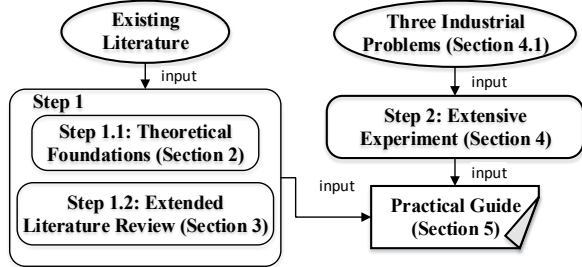 Existing
Literature
input
Step 1
Step 1.1: Theoretical
Foundations (Section 2)
Step 1.2: Extended
Literature Review (Section 3)
input
Three Industrial
Problems (Section 4.1)
input
Step 2: Extensive
Experiment (Section 4)
input
Practical Guide
(Section 5)